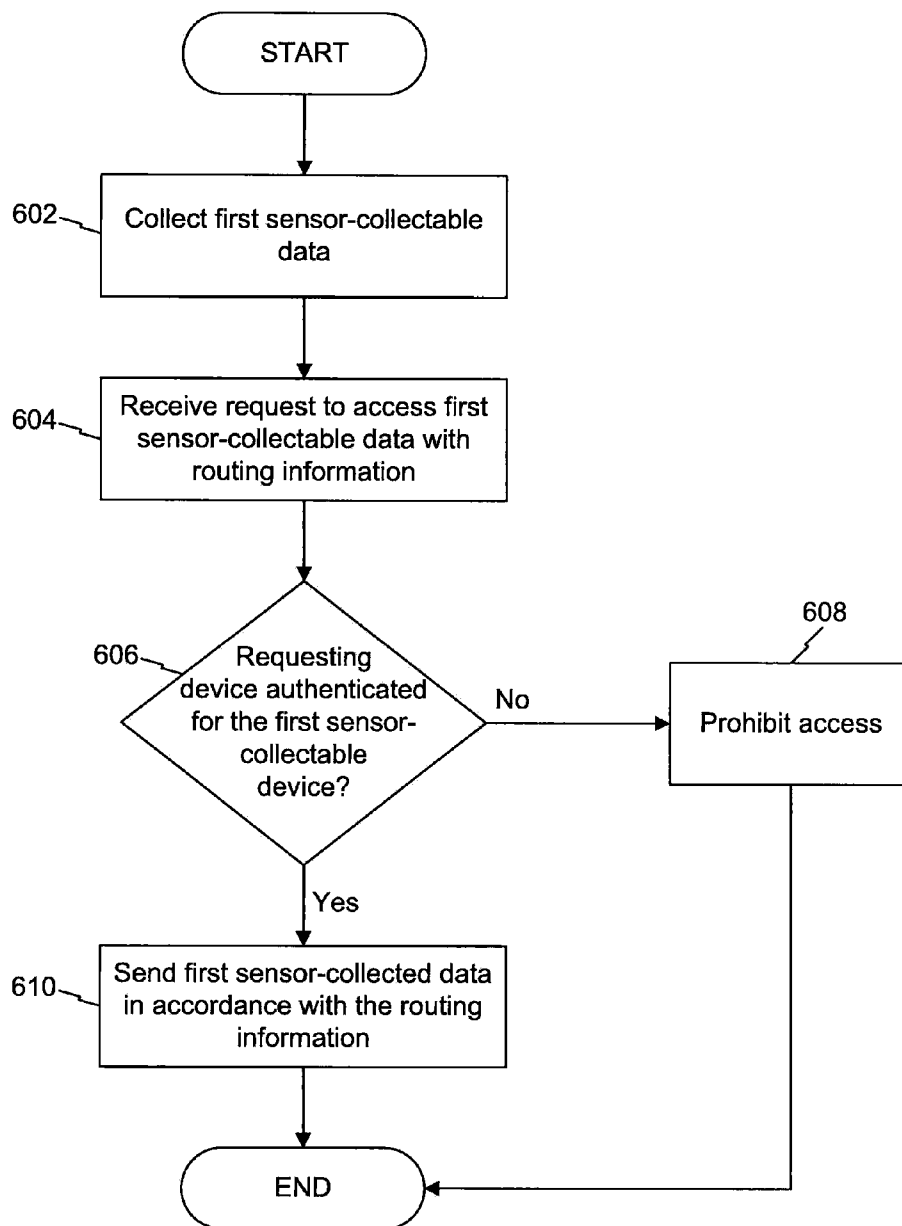 START
602
Collect first sensor-collectable
data
604
Receive request to access first
sensor-collectable data with
routing information
606
Requesting
device authenticated
for the first sensor-
collectable
device?
No
608
Prohibit access
Yes
610
Send first sensor-collected data
in accordance with the routing
information
END